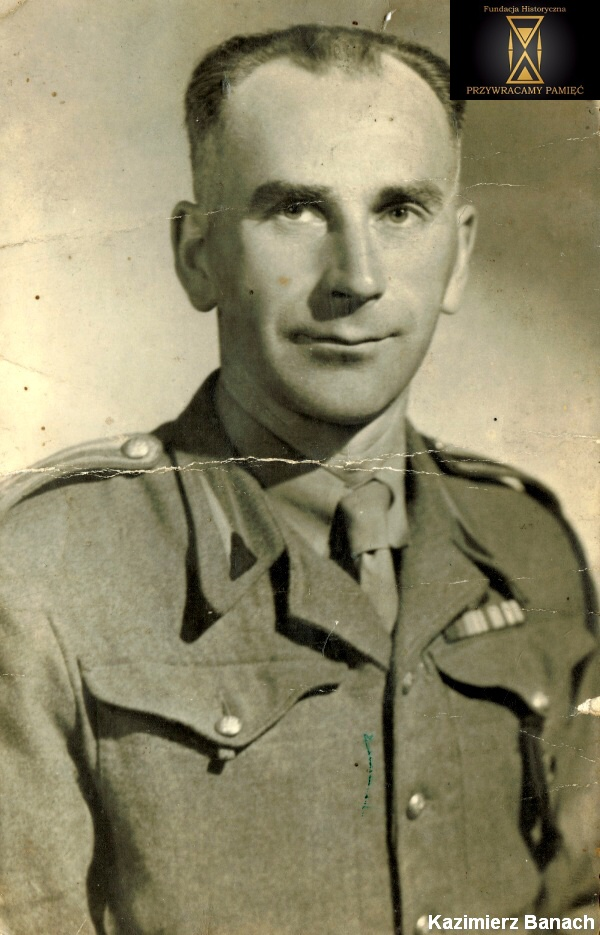 Fundacja Historyczna
PRZYWRACAMY PAMIĘĆ
Kazimierz Banach